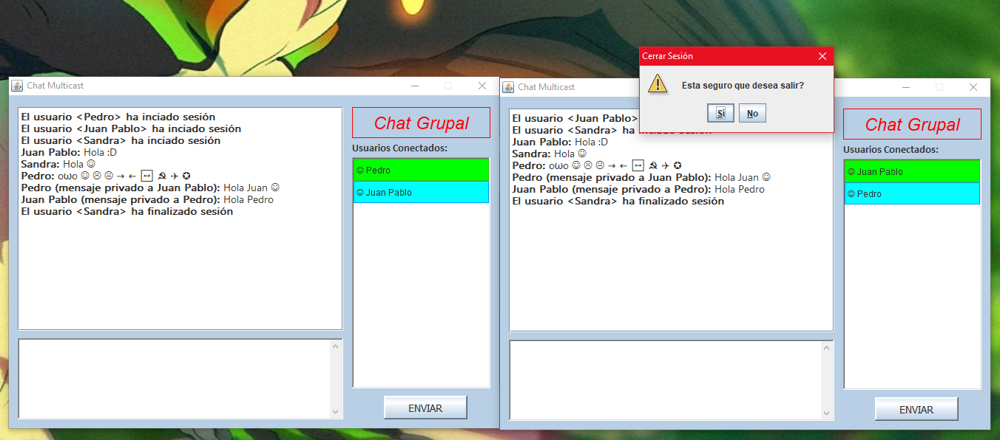 Chat Multicast
El usuario <Pedro> ha inciado sesión
El usuario <Juan Pablo> ha inciado sesión
El usuario <Sandra> ha inciado sesión
Juan Pablo: Hola :D
Sandra: Hola ☺
Pedro: oωo ☺ ☹ 😐 → ← ↔ ☭ ✈ ✪
Pedro (mensaje privado a Juan Pablo): Hola Juan ☺
Juan Pablo (mensaje privado a Pedro): Hola Pedro
El usuario <Sandra> ha finalizado sesión
Chat Grupal
Usuarios Conectados:
☺ Pedro
☺ Juan Pablo
ENVIAR
Chat Multicast
El usuario <Juan Pablo>
El usuario <Sandra> ha
Juan Pablo: Hola :D
Sandra: Hola ☺
Pedro: oωo ☺ ☹ 😐 → ← ↔ ☭ ✈ ✪
Pedro (mensaje privado a Juan Pablo): Hola Juan ☺
Juan Pablo (mensaje privado a Pedro): Hola Pedro
El usuario <Sandra> ha finalizado sesión
Chat Grupal
Usuarios Conectados:
☺ Juan Pablo
☺ Pedro
ENVIAR
Cerrar Sesión
Esta seguro que desea salir?
Sí
No